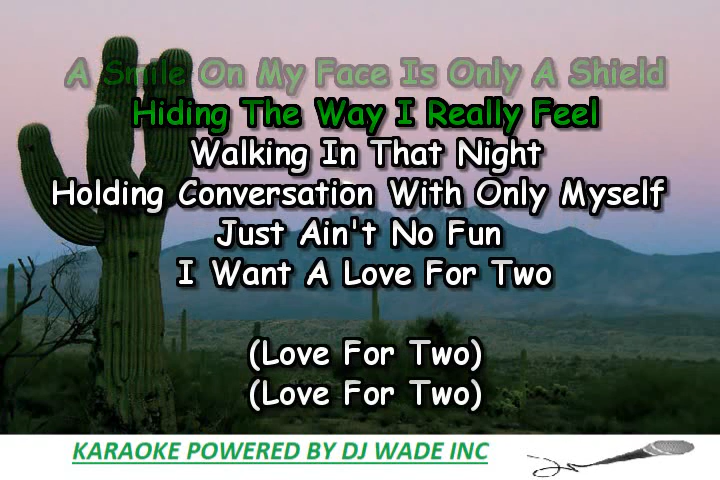 A Smile On My Face Is Only A Shield
Hiding The Way I Really Feel
Walking In That Night
Holding Conversation With Only Myself
Just Ain't No Fun
I Want A Love For Two
(Love For Two)
(Love For Two)
KARAOKE POWERED BY DJ WADE INC